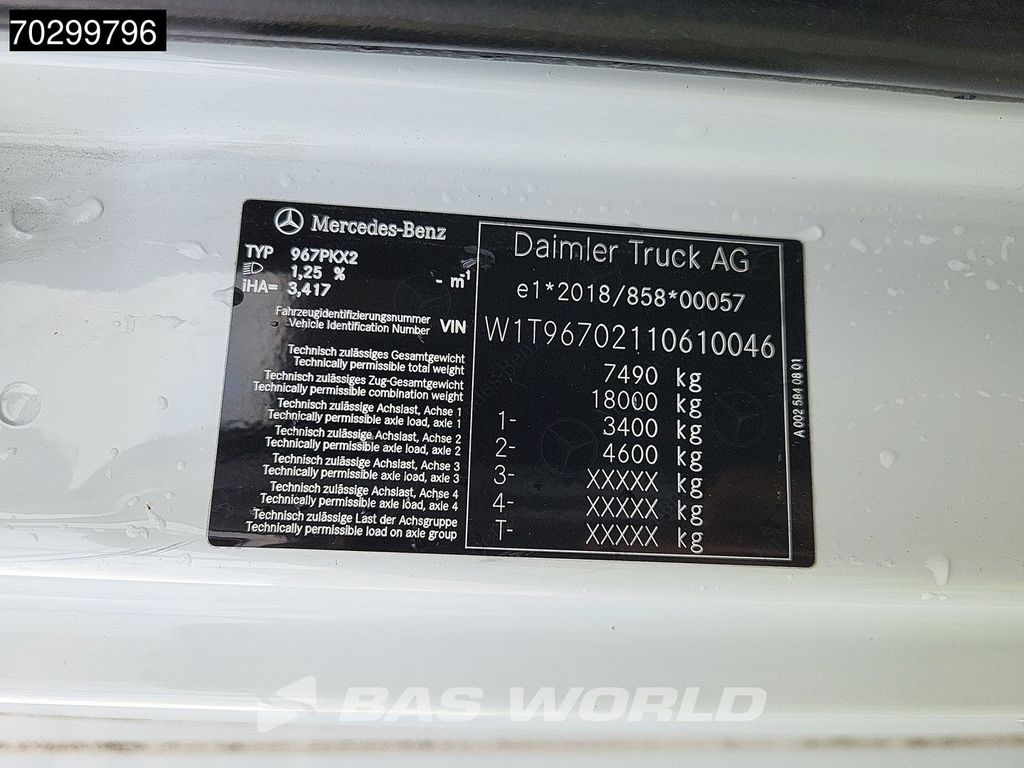 70299796
Mercedes-Benz
TYP 967PKX2
1,25 % - m-1
iHA= 3,417
Fahrzeugidentifizierungsnummer
Vehicle Identification Number VIN
Technisch zulässiges Gesamtgewicht
Technically permissible total weight
Technisch zulässiges Zug-Gesamtgewicht
Technically permissible combination weight
Technisch zulässige Achslast, Achse 1
Technically permissible axle load, axle 1
Technisch zulässige Achslast, Achse 2
Technically permissible axle load, axle 2
Technisch zulässige Achslast, Achse 3
Technically permissible axle load, axle 3
Technisch zulässige Achslast, Achse 4
Technically permissible axle load, axle 4
Technisch zulässige Last der Achsgruppe
Technically permissible load on axle group
Daimler Truck AG
e1*2018/858*00057
W1T96702110610046
7490 kg
18000 kg
1- 3400 kg
2- 4600 kg
3- XXXXX kg
4- XXXXX kg
T- XXXXX kg
A 002 584 08 01
BAS WORLD